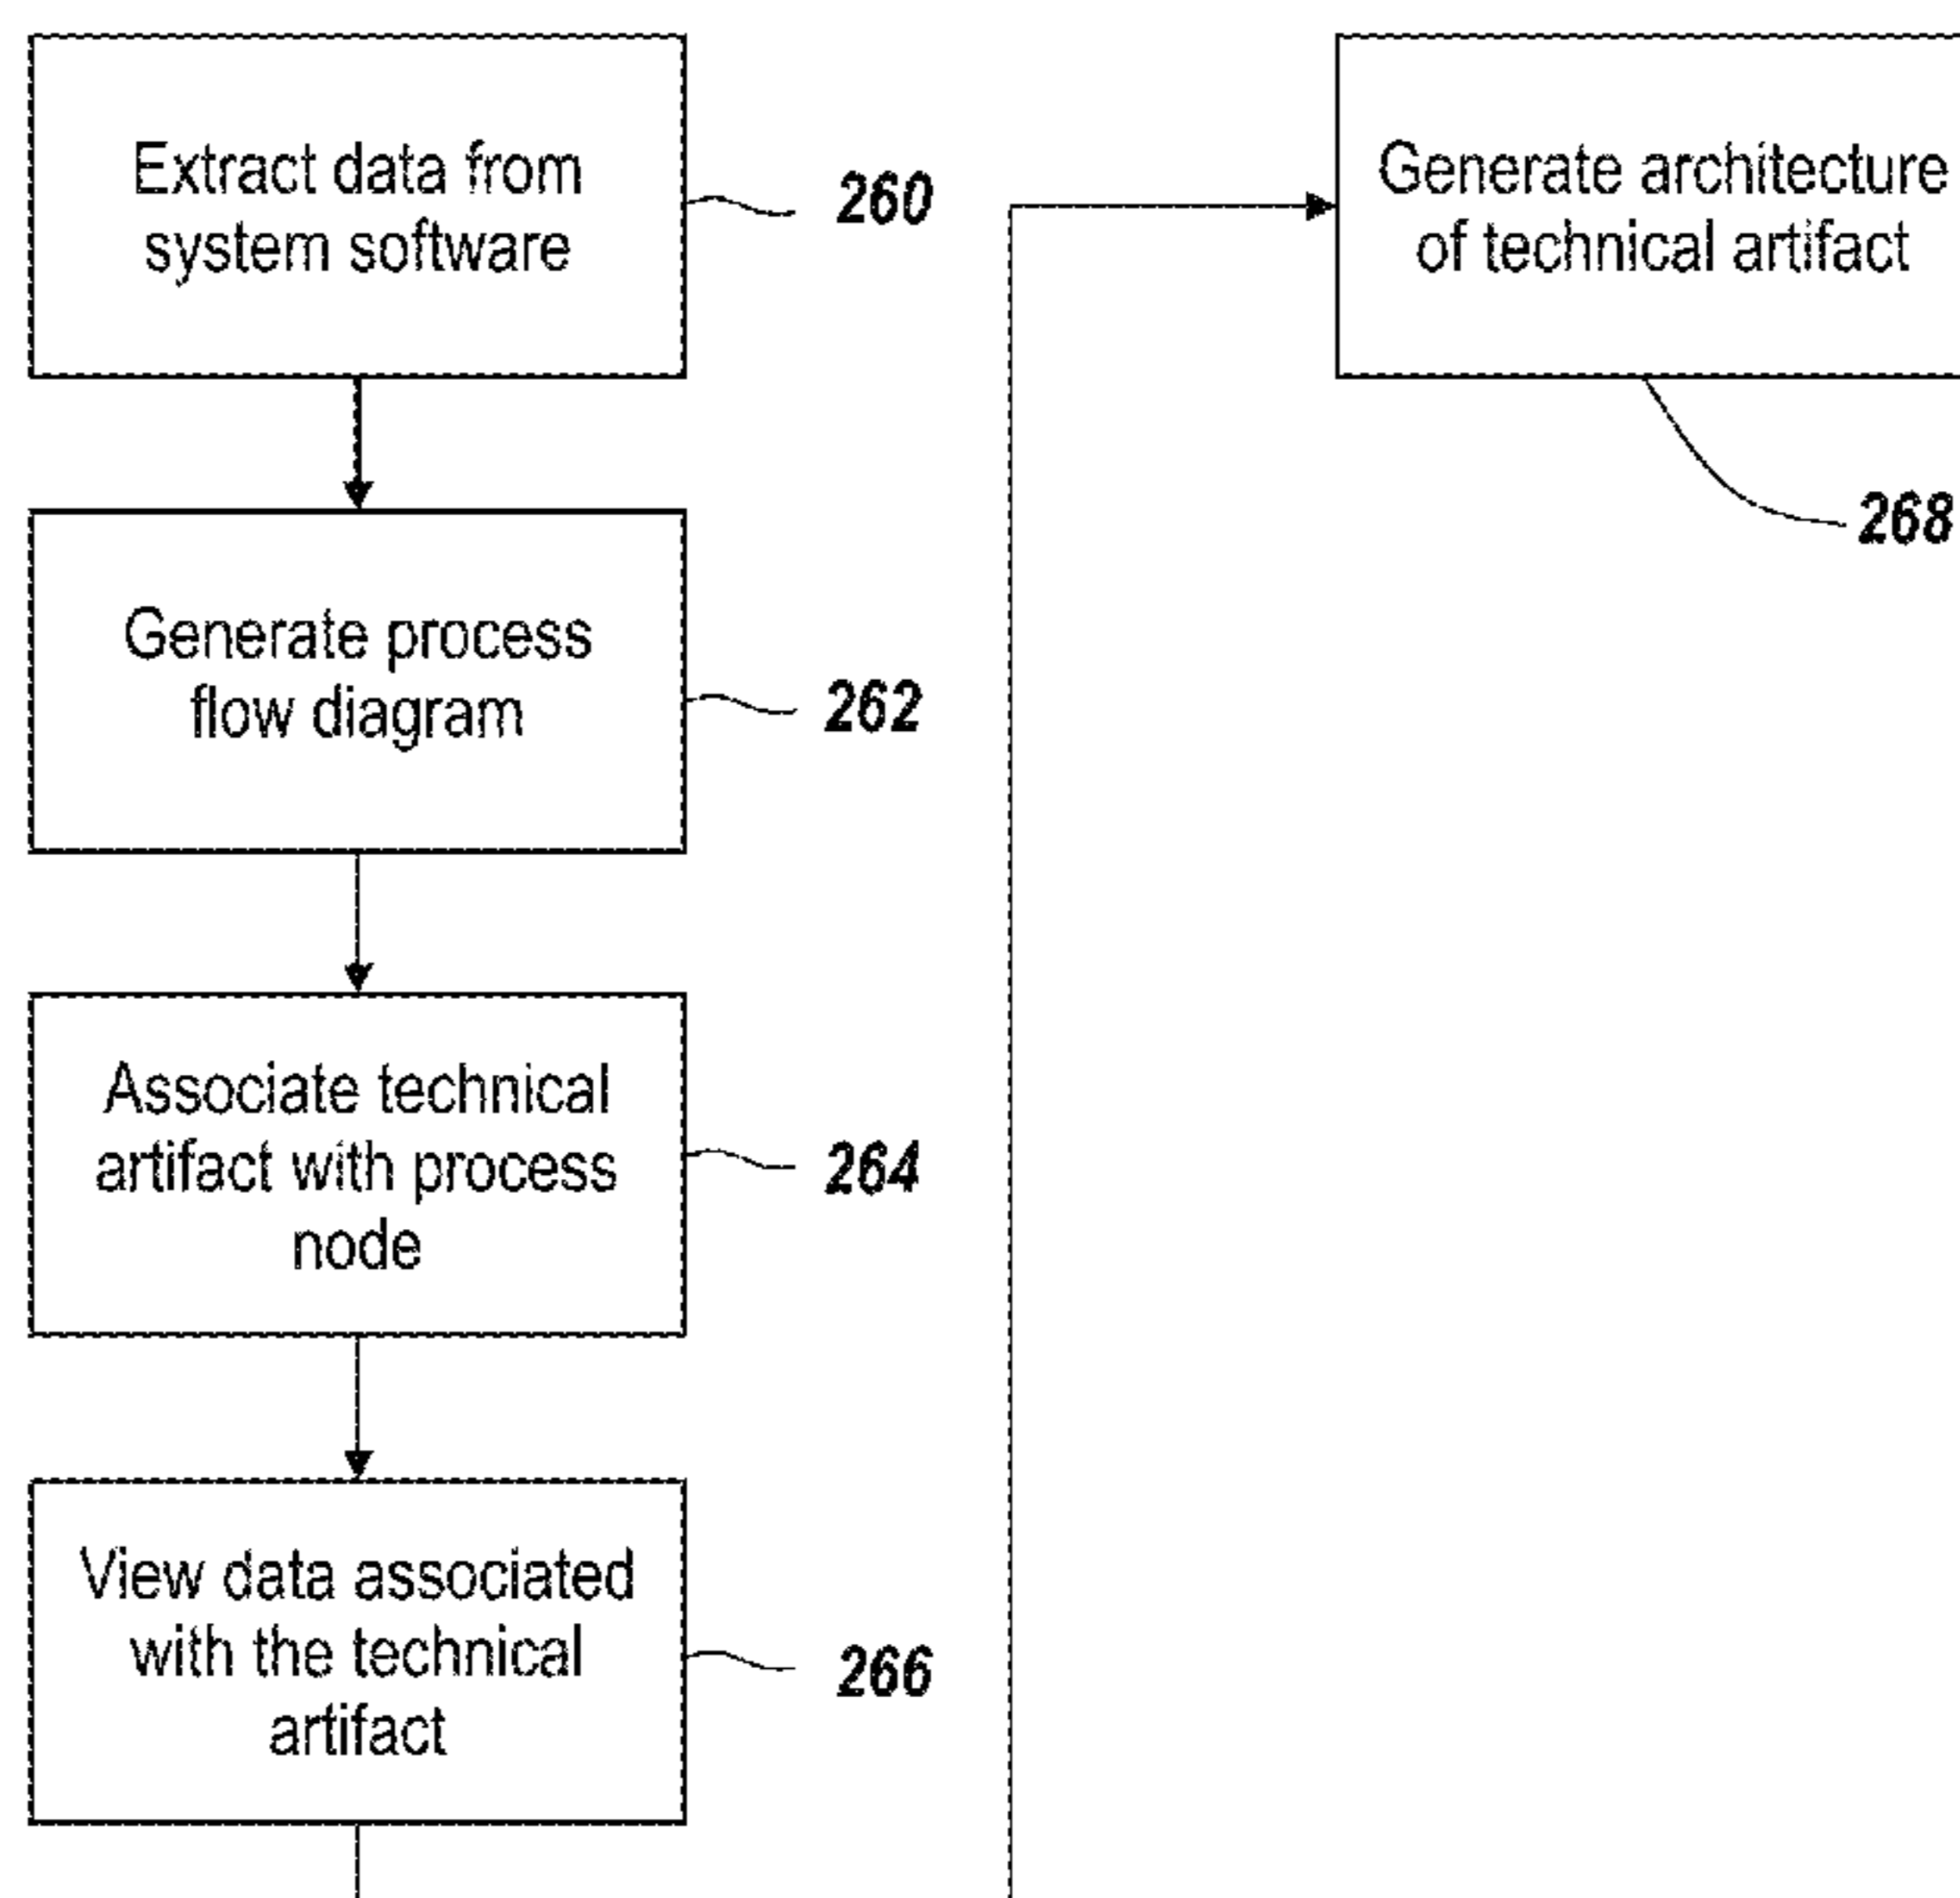 Extract data from
system software
260
Generate process
flow diagram
262
Associate technical
artifact with process
node
264
View data associated
with the technical
artifact
266
Generate architecture
of technical artifact
268